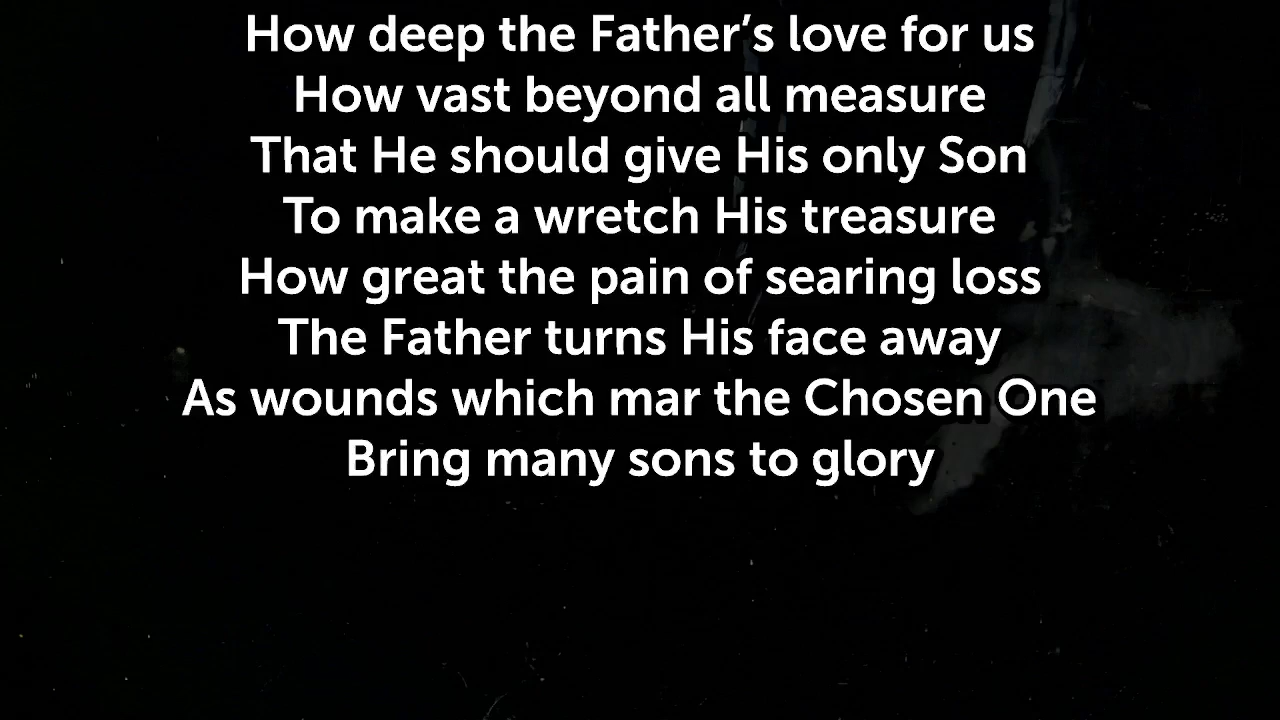 How deep the Father’s love for us
How vast beyond all measure
That He should give His only Son
To make a wretch His treasure
How great the pain of searing loss
The Father turns His face away
As wounds which mar the Chosen One
Bring many sons to glory